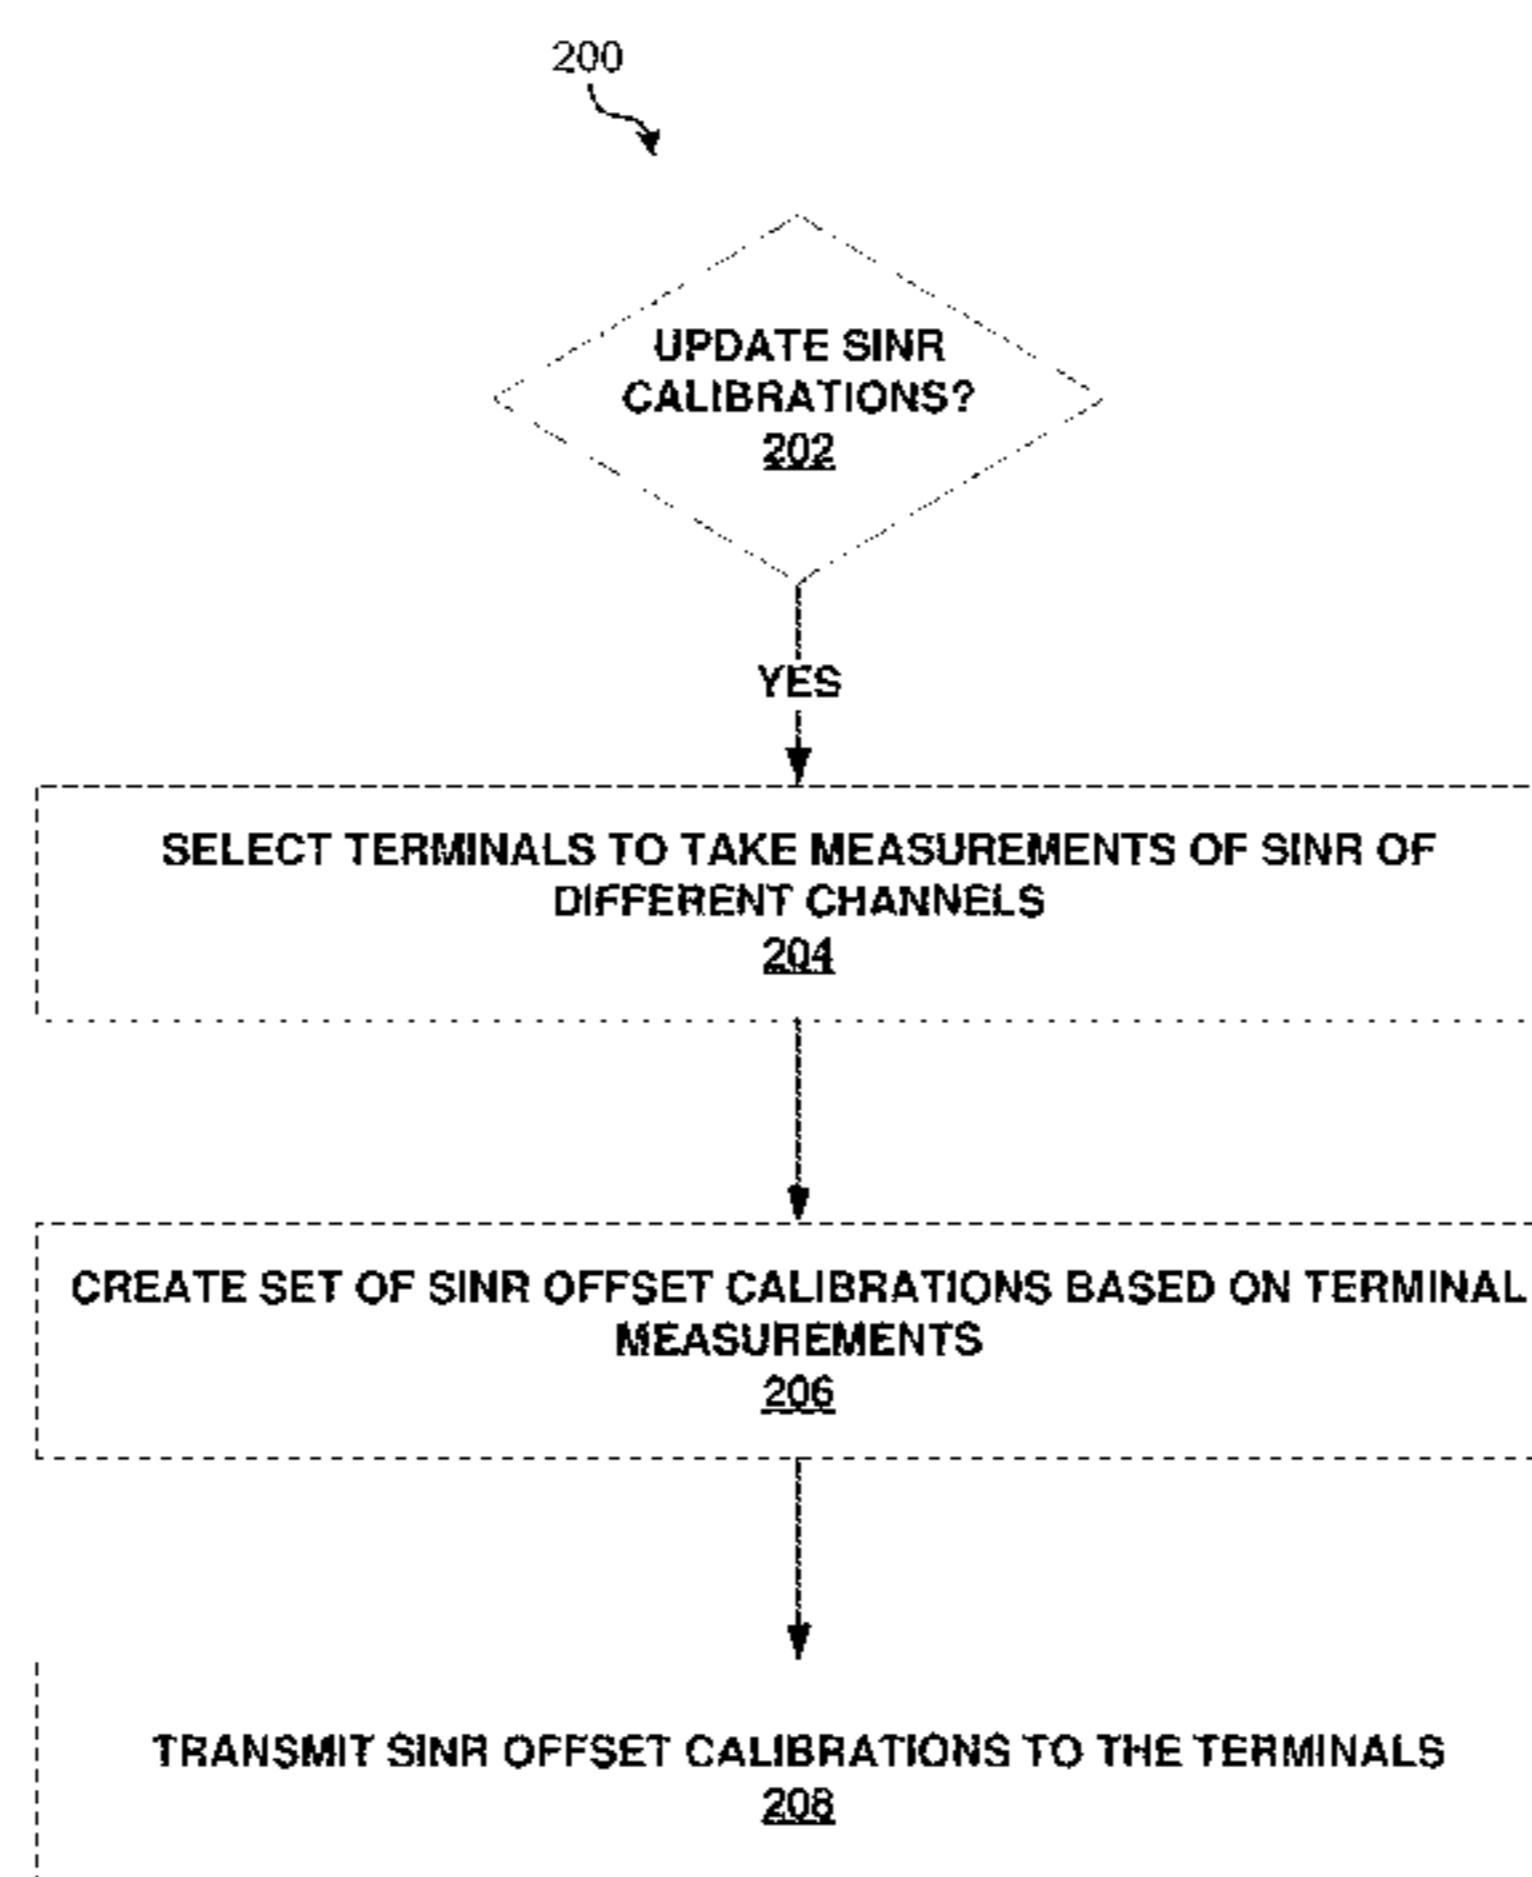 200
UPDATE SINR
CALIBRATIONS?
202
YES
SELECT TERMINALS TO TAKE MEASUREMENTS OF SINR OF
DIFFERENT CHANNELS
204
CREATE SET OF SINR OFFSET CALIBRATIONS BASED ON TERMINAL
MEASUREMENTS
206
TRANSMIT SINR OFFSET CALIBRATIONS TO THE TERMINALS
208